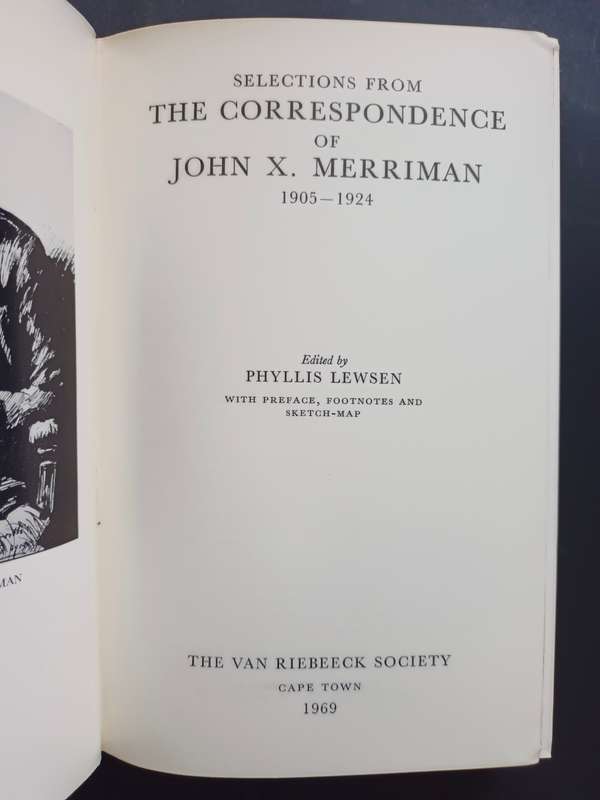 MAN
SELECTIONS FROM
THE CORRESPONDENCE
OF
JOHN X. MERRIMAN
1905—1924
Edited by
PHYLLIS LEWSEN
WITH PREFACE, FOOTNOTES AND
SKETCH-MAP
THE VAN RIEBEECK SOCIETY
CAPE TOWN
1969